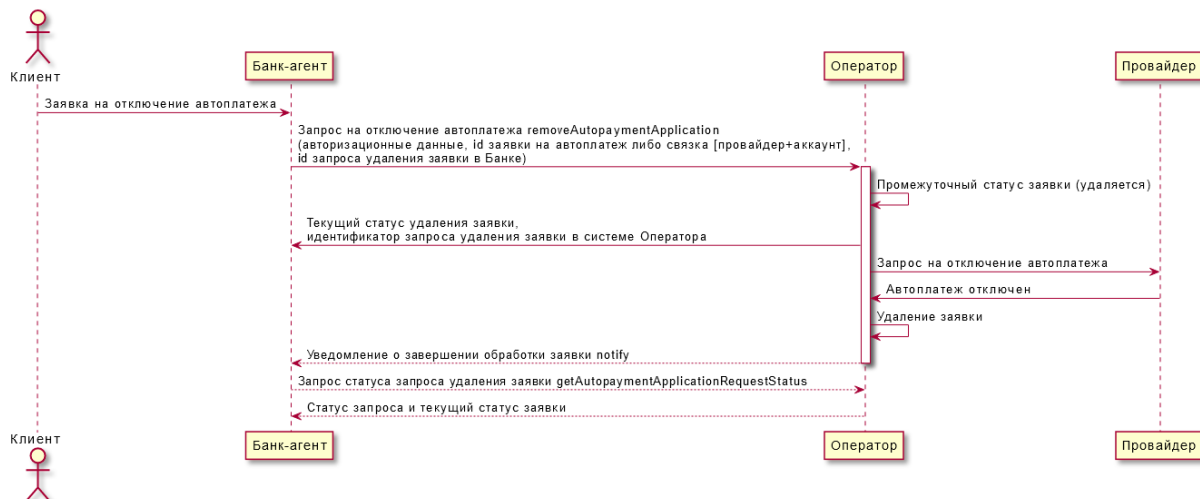 Клиент
Банк-агент
Оператор
Провайдер
Заявка на отключение автоплатежа
Запрос на отключение автоплатежа removeAutopaymentApplication
(авторизационные данные, id заявки на автоплатеж либо связка [провайдер+аккаунт],
id запроса удаления заявки в Банке)
Промежуточный статус заявки (удаляется)
Текущий статус удаления заявки,
идентификатор запроса удаления заявки в системе Оператора
Запрос на отключение автоплатежа
Автоплатеж отключен
Удаление заявки
Уведомление о завершении обработки заявки notify
Запрос статуса запроса удаления заявки getAutopaymentApplicationRequestStatus
Статус запроса и текущий статус заявки
Клиент
Банк-агент
Оператор
Провайдер